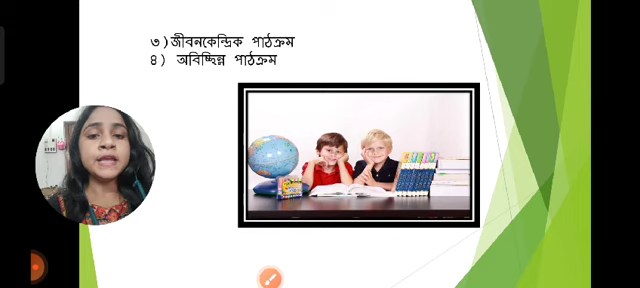 ৩)জীবনকেন্দ্রিক পাঠক্রম
৪) অবিচ্ছিন্ন পাঠক্রম